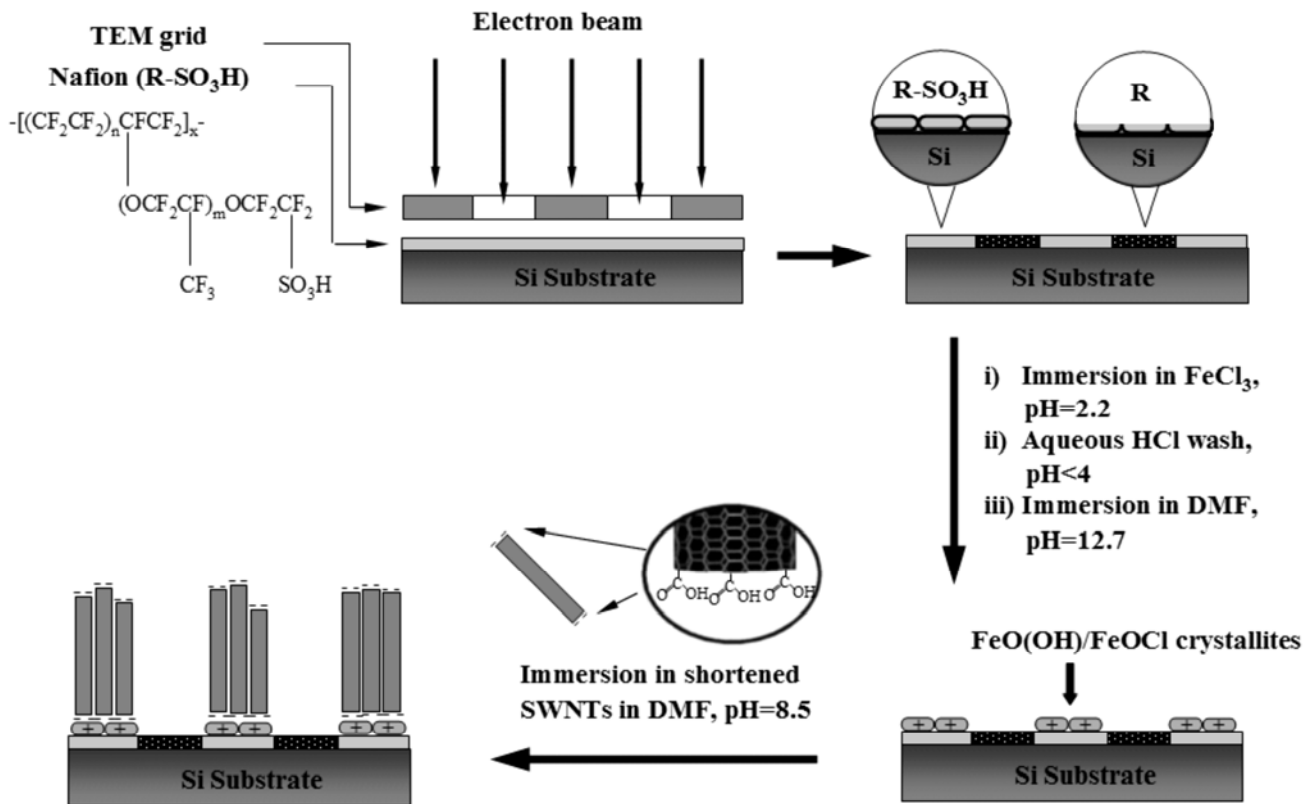 TEM grid
Nafion (R-SO₃H)
-[(CF₂CF₂)ₙCFCF₂]ₓ-
(OCF₂CF)ₘOCF₂CF₂
CF₃
SO₃H
Electron beam
Si Substrate
R-SO₃H
Si
R
Si
Si Substrate
i) Immersion in FeCl₃,
pH=2.2
ii) Aqueous HCl wash,
pH<4
iii) Immersion in DMF,
pH=12.7
FeO(OH)/FeOCl crystallites
+ + + + + +
Si Substrate
O C OH O C OH O C OH
Immersion in shortened
SWNTs in DMF, pH=8.5
+ + + + + +
Si Substrate